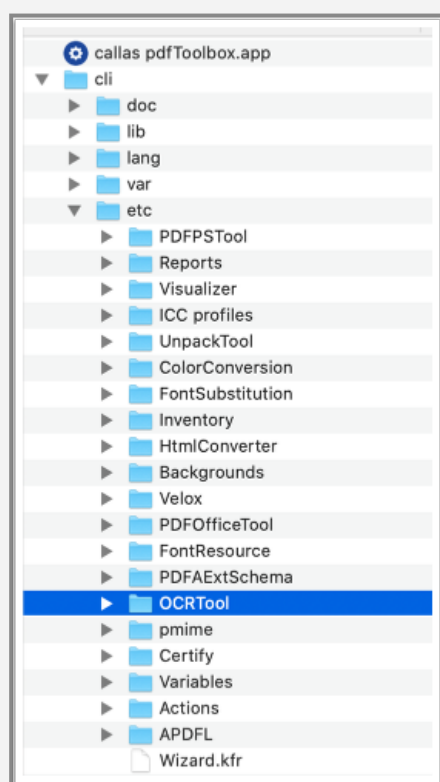 callas pdfToolbox.app
cli
doc
lib
lang
var
etc
PDFPSTool
Reports
Visualizer
ICC profiles
UnpackTool
ColorConversion
FontSubstitution
Inventory
HtmlConverter
Backgrounds
Velox
PDFOfficeTool
FontResource
PDFAExtSchema
OCRTool
pmime
Certify
Variables
Actions
APDFL
Wizard.kfr